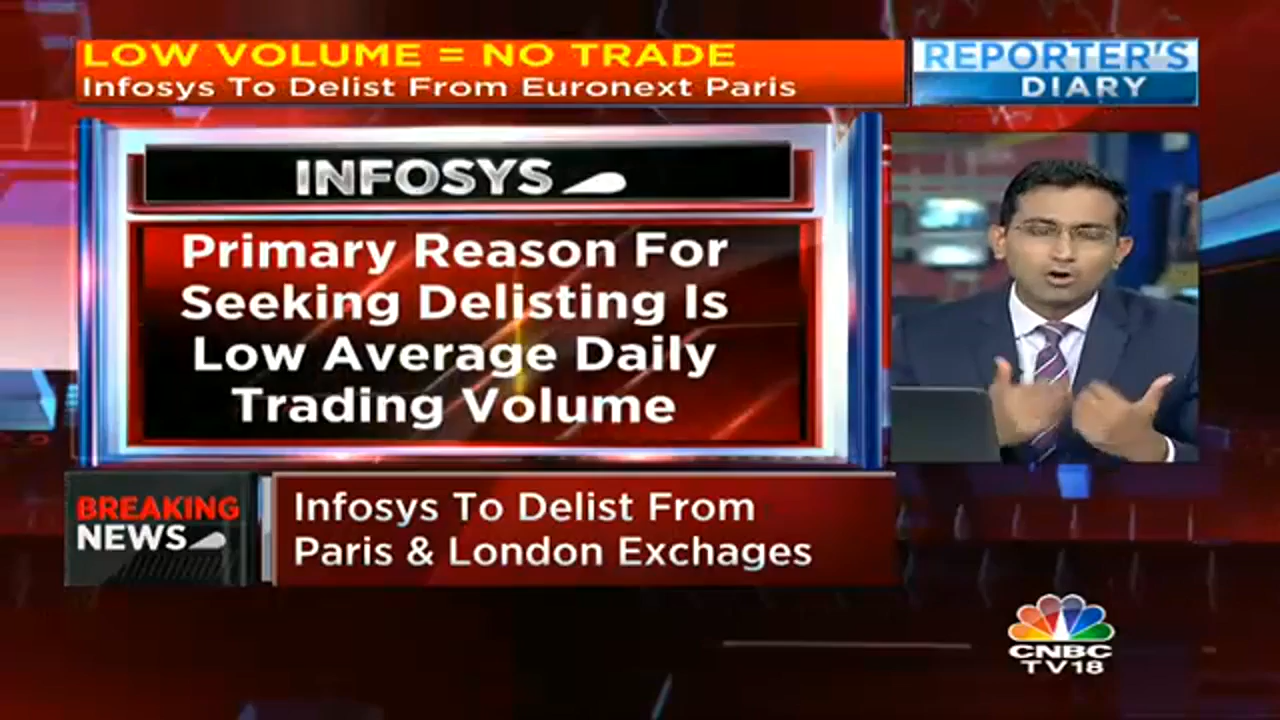 LOW VOLUME = NO TRADE
Infosys To Delist From Euronext Paris
REPORTER'S
DIARY
INFOSYS
Primary Reason For
Seeking Delisting Is
Low Average Daily
Trading Volume
BREAKING
NEWS
Infosys To Delist From
Paris & London Exchages
CNBC
TV18